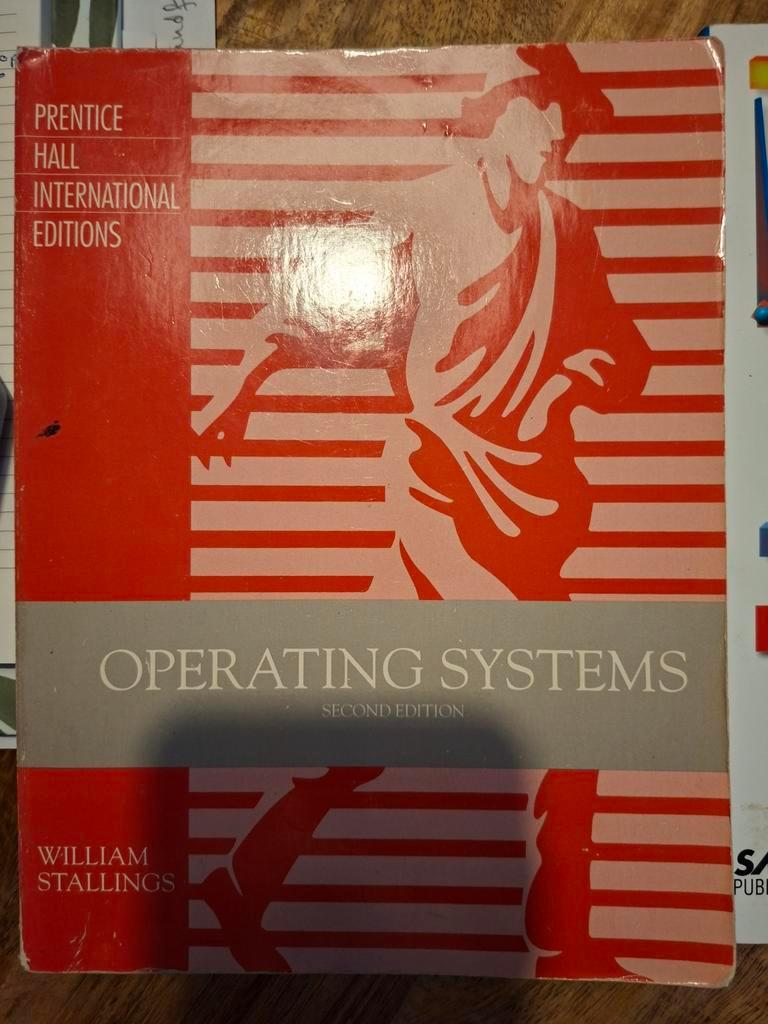 PRENTICE
HALL
INTERNATIONAL
EDITIONS
OPERATING SYSTEMS
SECOND EDITION
WILLIAM
STALLINGS